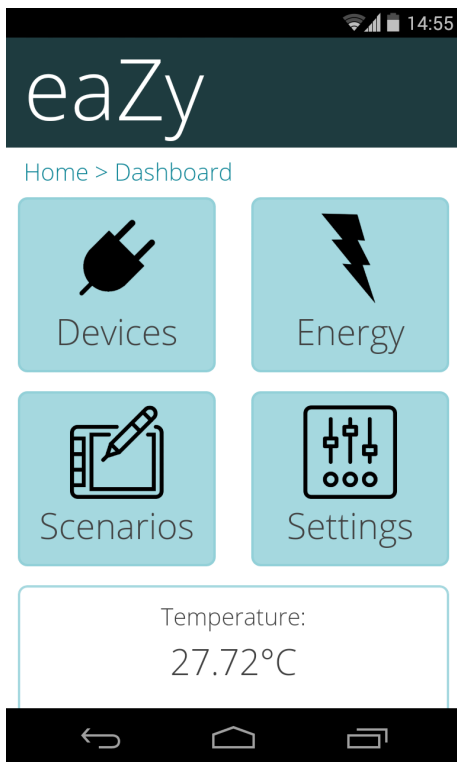 14:55
eaZy
Home > Dashboard
Devices
Energy
Scenarios
Settings
Temperature:
27.72°C